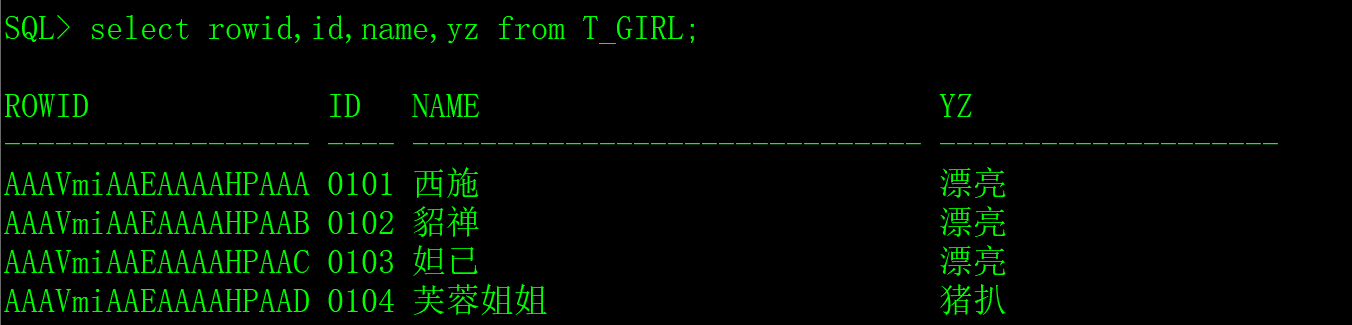 SQL> select rowid,id,name,yz from T_GIRL;
ROWID ID NAME YZ
------------------ ---- ------------------------------ --------------------
AAAVmiAAEAAAAHPAAA 0101 西施 漂亮
AAAVmiAAEAAAAHPAAB 0102 貂禅 漂亮
AAAVmiAAEAAAAHPAAC 0103 妲己 漂亮
AAAVmiAAEAAAAHPAAD 0104 芙蓉姐姐 猪扒